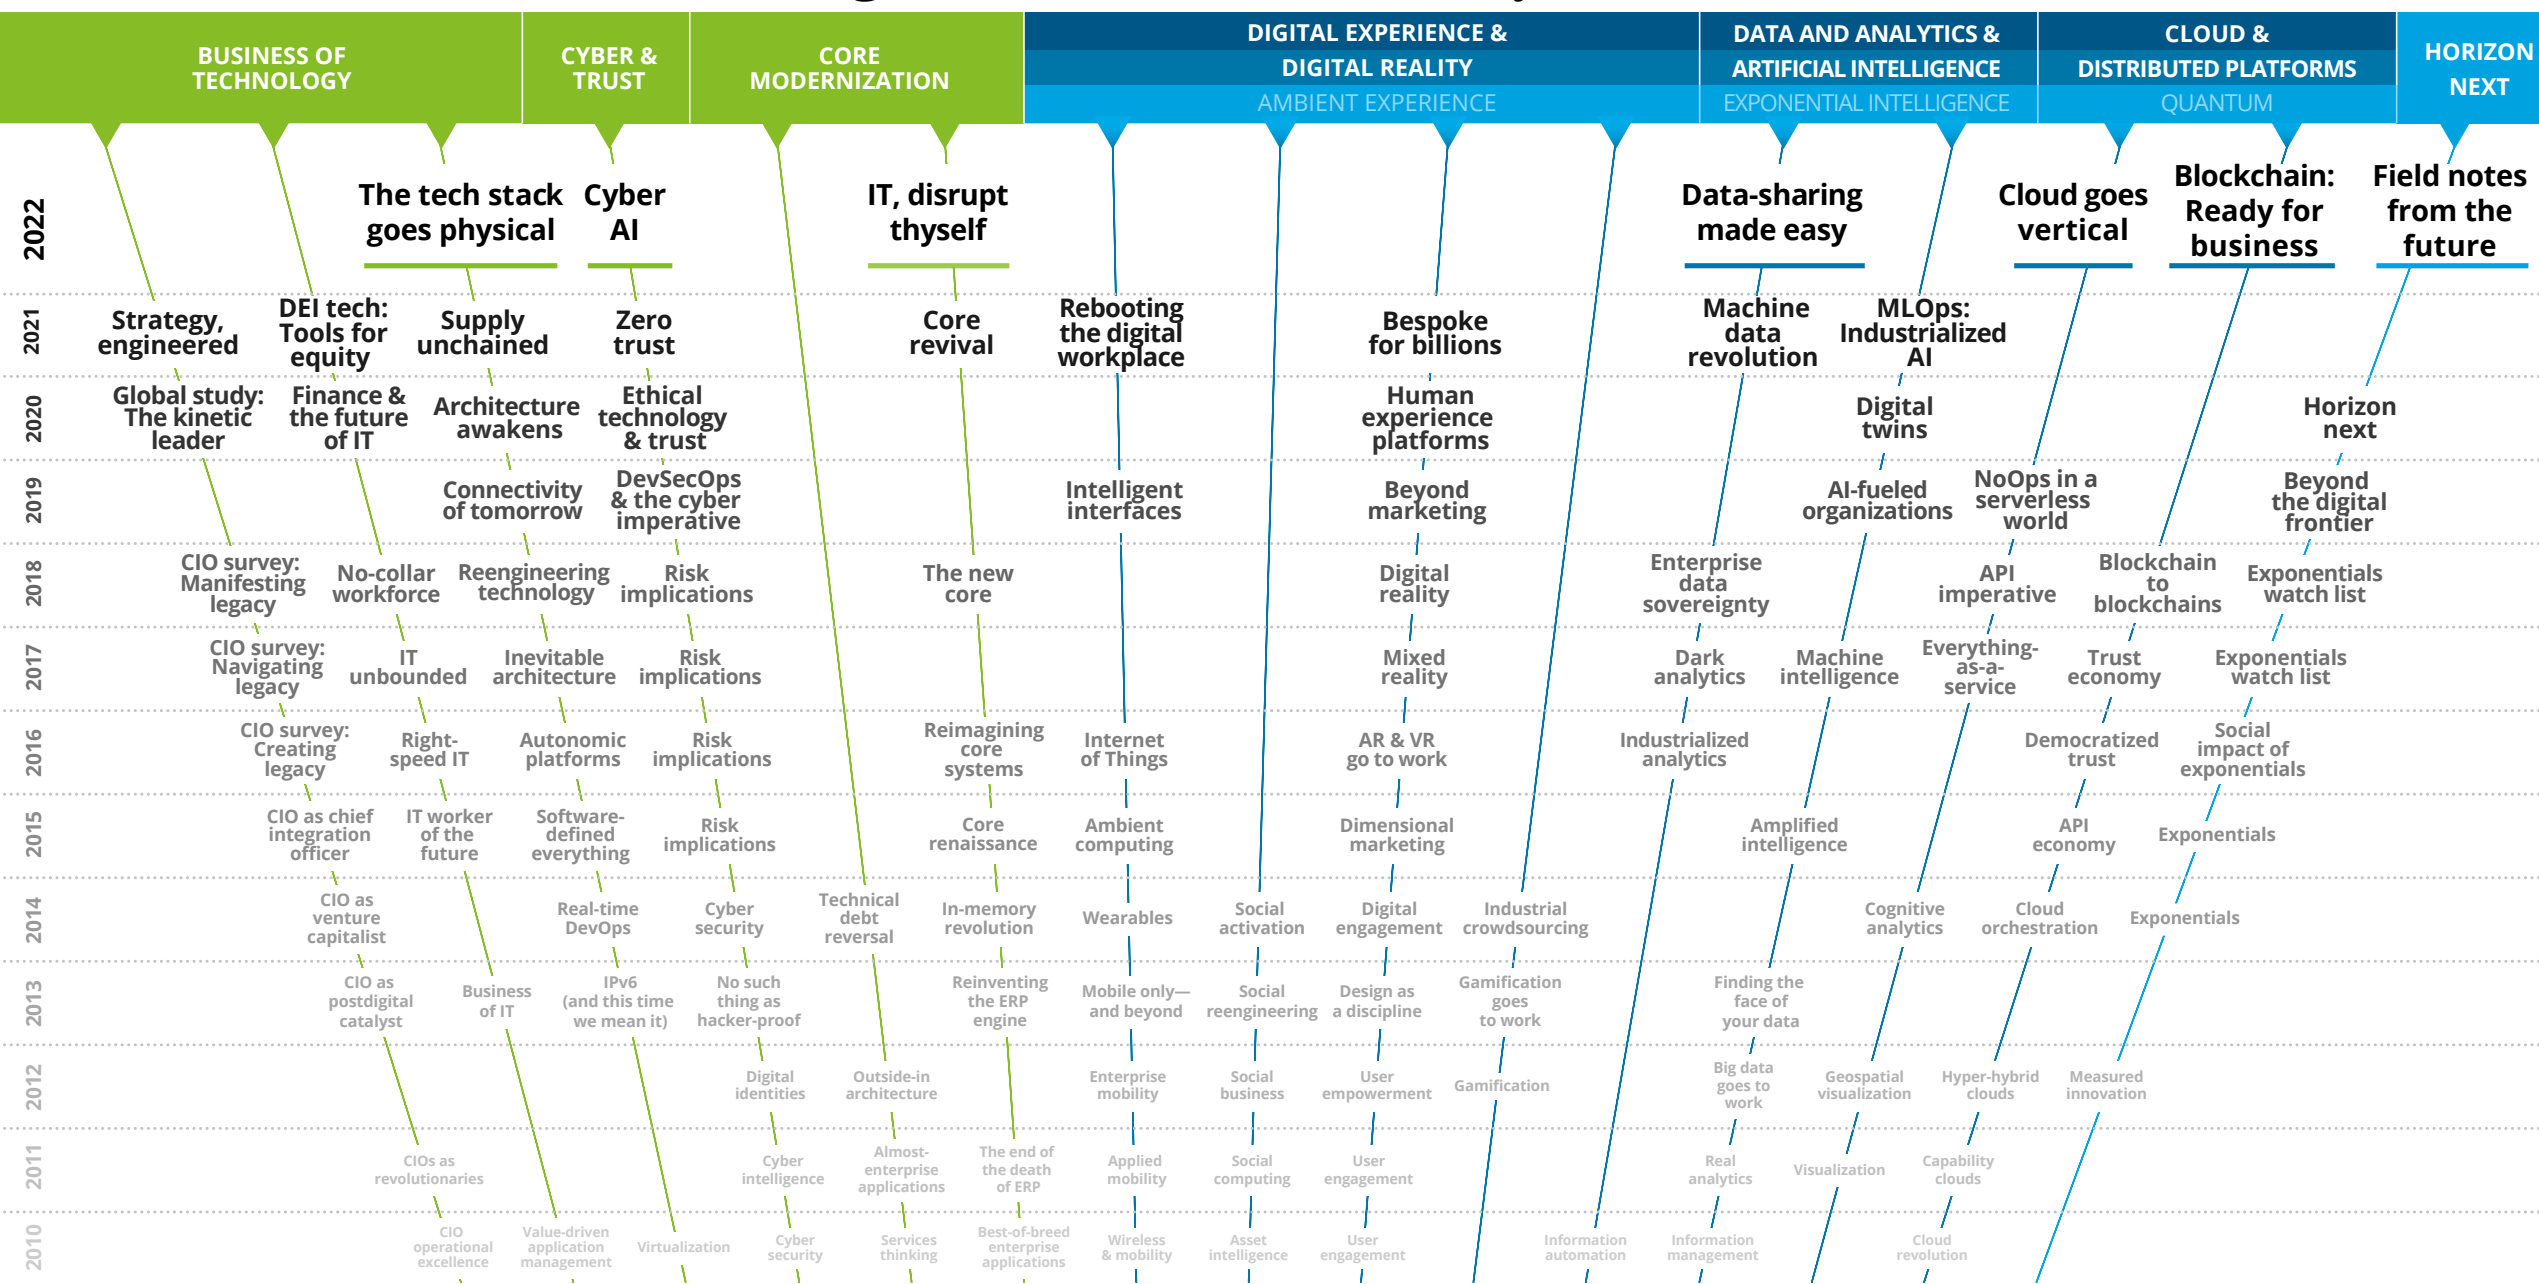 BUSINESS OF
TECHNOLOGY
CYBER &
TRUST
CORE
MODERNIZATION
DIGITAL EXPERIENCE &
DIGITAL REALITY
AMBIENT EXPERIENCE
DATA AND ANALYTICS &
ARTIFICIAL INTELLIGENCE
EXPONENTIAL INTELLIGENCE
CLOUD &
DISTRIBUTED PLATFORMS
QUANTUM
HORIZON
NEXT
2022
The tech stack
goes physical
Cyber
AI
IT, disrupt
thyself
Data-sharing
made easy
Cloud goes
vertical
Blockchain:
Ready for
business
Field notes
from the
future
2021
Strategy,
engineered
DEI tech:
Tools for
equity
Supply
unchained
Zero
trust
Core
revival
Rebooting
the digital
workplace
Bespoke
for billions
Machine
data
revolution
MLOps:
Industrialized
AI
2020
Global study:
The kinetic
leader
Finance &
the future
of IT
Architecture
awakens
Ethical
technology
& trust
Human
experience
platforms
Digital
twins
Horizon
next
2019
Connectivity
of tomorrow
DevSecOps
& the cyber
imperative
Intelligent
interfaces
Beyond
marketing
AI-fueled
organizations
NoOps in a
serverless
world
Beyond
the digital
frontier
2018
CIO survey:
Manifesting
legacy
No-collar
workforce
Reengineering
technology
Risk
implications
The new
core
Digital
reality
Enterprise
data
sovereignty
API
imperative
Blockchain
to
blockchains
Exponentials
watch list
2017
CIO survey:
Navigating
legacy
IT
unbounded
Inevitable
architecture
Risk
implications
Mixed
reality
Dark
analytics
Machine
intelligence
Everything-
as-a-
service
Trust
economy
Exponentials
watch list
2016
CIO survey:
Creating
legacy
Right-
speed IT
Autonomic
platforms
Risk
implications
Reimagining
core
systems
Internet
of Things
AR & VR
go to work
Industrialized
analytics
Democratized
trust
Social
impact of
exponentials
2015
CIO as chief
integration
officer
IT worker
of the
future
Software-
defined
everything
Risk
implications
Core
renaissance
Ambient
computing
Dimensional
marketing
Amplified
intelligence
API
economy
Exponentials
2014
CIO as
venture
capitalist
Real-time
DevOps
Cyber
security
Technical
debt
reversal
In-memory
revolution
Wearables
Social
activation
Digital
engagement
Industrial
crowdsourcing
Cognitive
analytics
Cloud
orchestration
Exponentials
2013
CIO as
postdigital
catalyst
Business
of IT
IPv6
(and this time
we mean it)
No such
thing as
hacker-proof
Reinventing
the ERP
engine
Mobile only—
and beyond
Social
reengineering
Design as
a discipline
Gamification
goes
to work
Finding the
face of
your data
2012
Digital
identities
Outside-in
architecture
Enterprise
mobility
Social
business
User
empowerment
Gamification
Big data
goes to
work
Geospatial
visualization
Hyper-hybrid
clouds
Measured
innovation
2011
CIOs as
revolutionaries
Cyber
intelligence
Almost-
enterprise
applications
The end of
the death
of ERP
Applied
mobility
Social
computing
User
engagement
Real
analytics
Visualization
Capability
clouds
2010
CIO
operational
excellence
Value-driven
application
management
Virtualization
Cyber
security
Services
thinking
Best-of-breed
enterprise
applications
Wireless
& mobility
Asset
intelligence
User
engagement
Information
automation
Information
management
Cloud
revolution